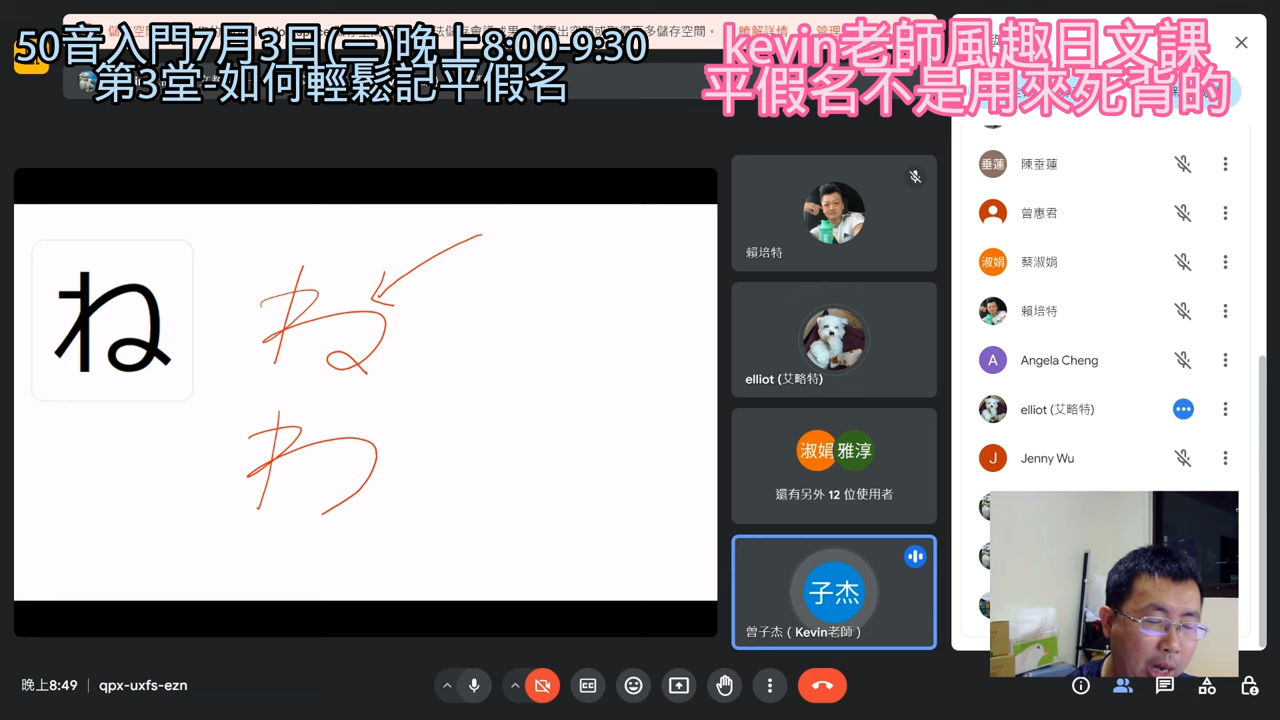 50音入門7月3日(三)晚上8:00-9:30
第3堂-如何輕鬆記平假名
kevin老師風趣日文課
平假名不是用來死背的
ね
ね
わ
賴培特
elliot (艾略特)
淑娟
雅淳
還有另外 12 位使用者
子杰
曾子杰 ( Kevin老師 )
垂蓮
陳垂蓮
曾惠君
淑娟
蔡淑娟
賴培特
A
Angela Cheng
elliot (艾略特)
J
Jenny Wu
晚上8:49
qpx-uxfs-ezn